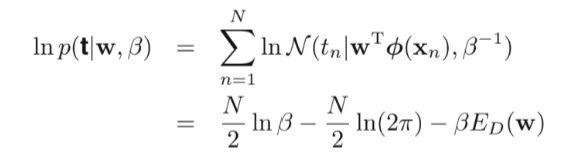 ln p(𝘁|𝐰, β) = ∑_{n=1}^{N} ln 𝒩(t_n|𝐰^T 𝛟(𝐱_n), β^{−1})
= N/2 ln β − N/2 ln(2π) − βE_D(𝐰)